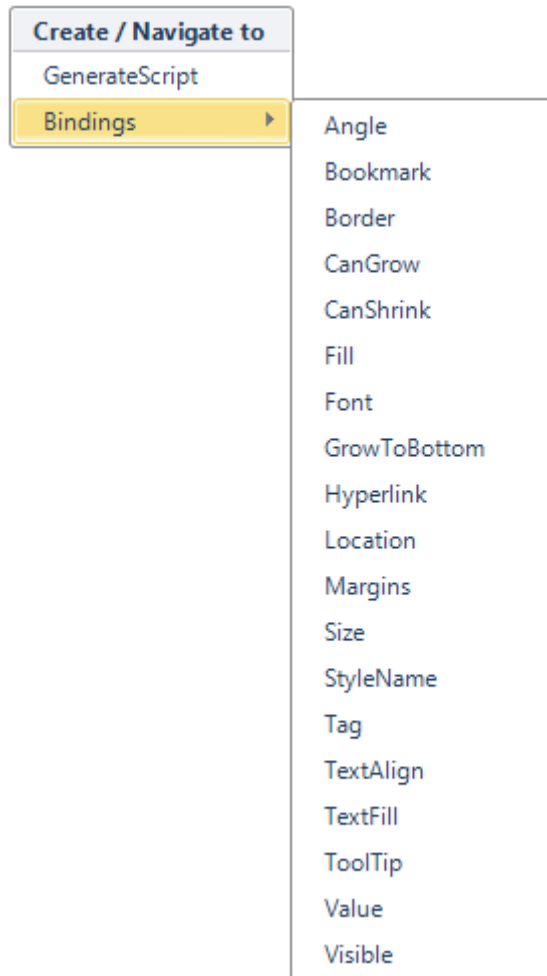 Create / Navigate to
GenerateScript
Bindings
Angle
Bookmark
Border
CanGrow
CanShrink
Fill
Font
GrowToBottom
Hyperlink
Location
Margins
Size
StyleName
Tag
TextAlign
TextFill
ToolTip
Value
Visible